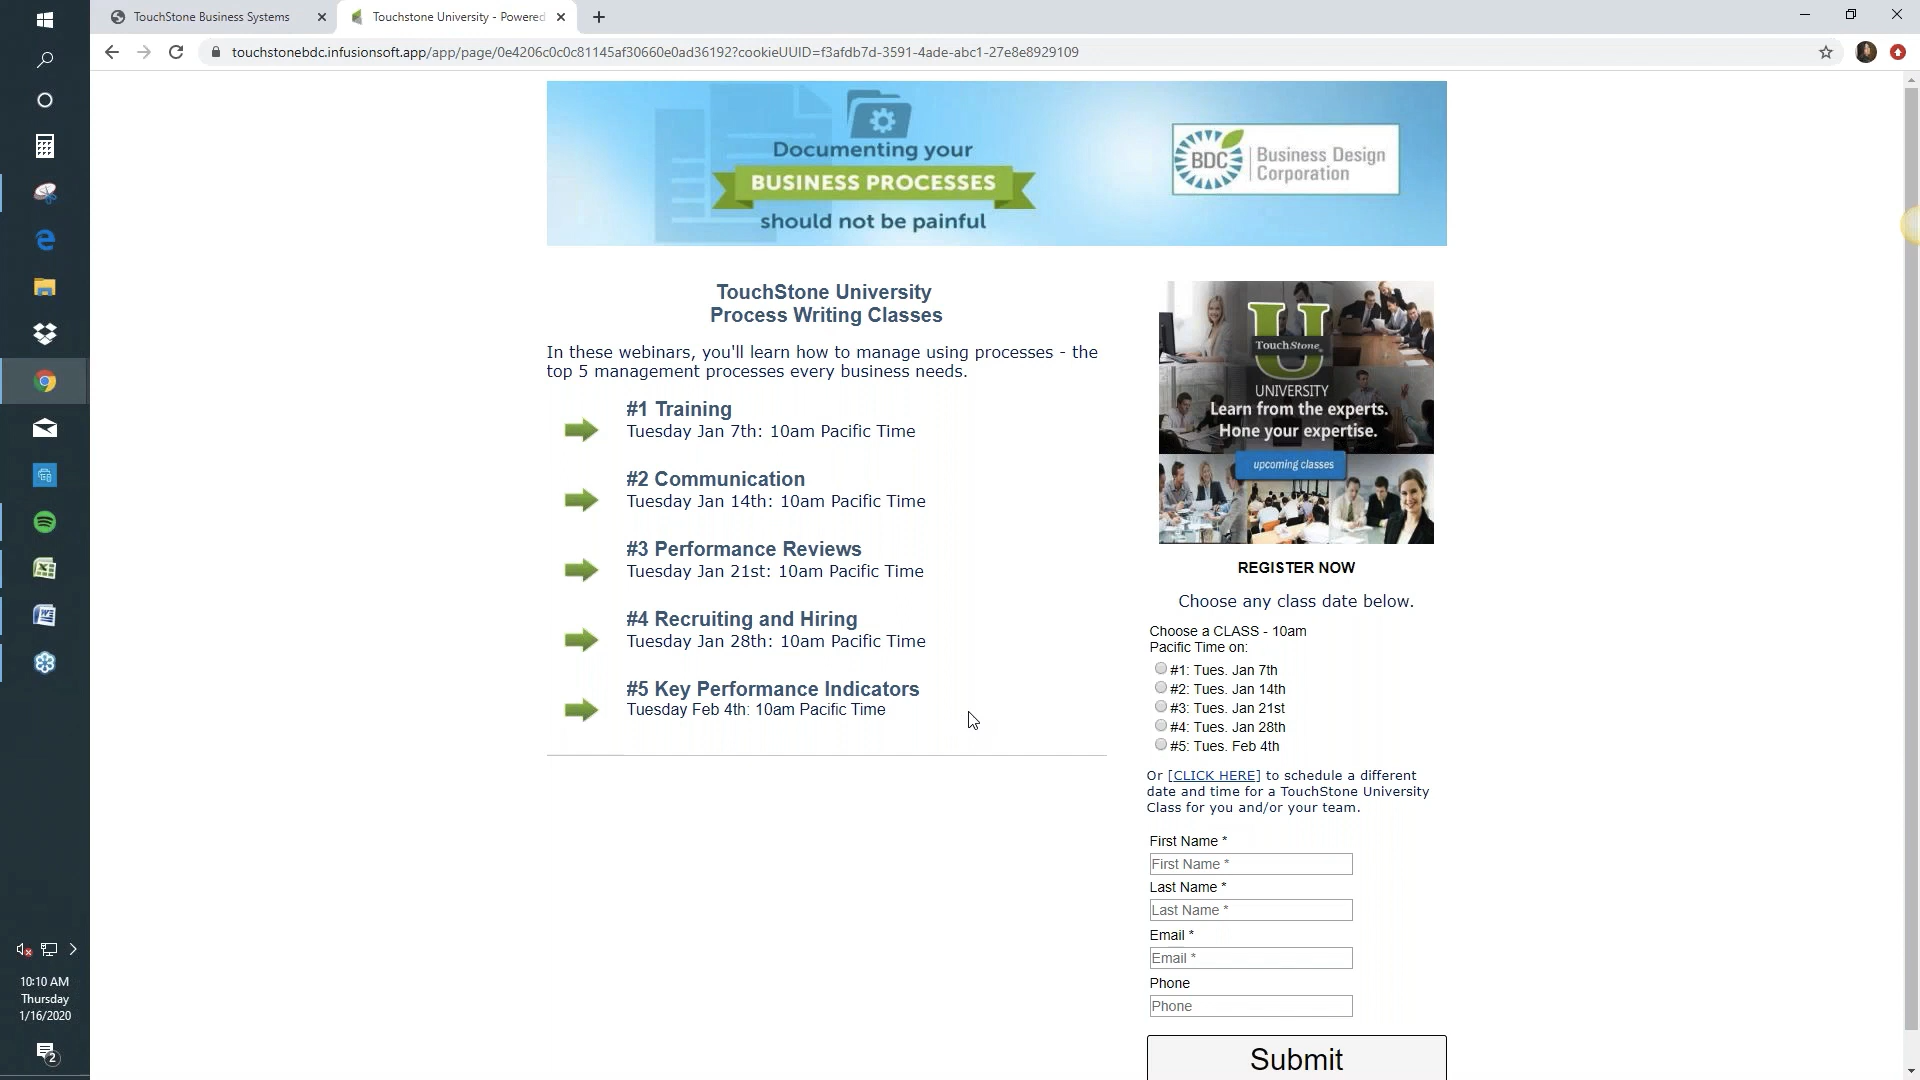 TouchStone Business Systems
Touchstone University - Powered
touchstonebdc.infusionsoft.app/app/page/0e4206c0c0c81145af30660e0ad36192?cookieUUID=f3afdb7d-3591-4ade-abc1-27e8e8929109
Documenting your
BUSINESS PROCESSES
should not be painful
BDC
Business Design
Corporation
TouchStone University
Process Writing Classes
In these webinars, you'll learn how to manage using processes - the
top 5 management processes every business needs.
#1 Training
Tuesday Jan 7th: 10am Pacific Time
#2 Communication
Tuesday Jan 14th: 10am Pacific Time
#3 Performance Reviews
Tuesday Jan 21st: 10am Pacific Time
#4 Recruiting and Hiring
Tuesday Jan 28th: 10am Pacific Time
#5 Key Performance Indicators
Tuesday Feb 4th: 10am Pacific Time
U
TouchStone
UNIVERSITY
Learn from the experts.
Hone your expertise.
upcoming classes
REGISTER NOW
Choose any class date below.
Choose a CLASS - 10am
Pacific Time on:
#1: Tues. Jan 7th
#2: Tues. Jan 14th
#3: Tues. Jan 21st
#4: Tues. Jan 28th
#5: Tues. Feb 4th
Or [CLICK HERE] to schedule a different
date and time for a TouchStone University
Class for you and/or your team.
First Name *
First Name *
Last Name *
Last Name *
Email *
Email *
Phone
Phone
Submit
10:10 AM
Thursday
1/16/2020
2